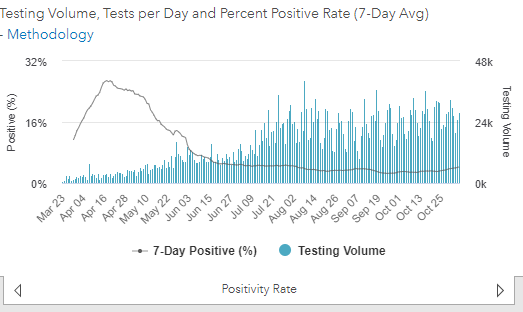 Testing Volume, Tests per Day and Percent Positive Rate (7-Day Avg)
- Methodology
32%
48k
Positive (%)
16%
24k
Testing Volume
0%
0k
Mar 23
Apr 04
Apr 16
Apr 28
May 10
May 22
Jun 03
Jun 15
Jun 27
Jul 09
Jul 21
Aug 02
Aug 14
Aug 26
Sep 07
Sep 19
Oct 01
Oct 13
Oct 25
7-Day Positive (%)
Testing Volume
Positivity Rate